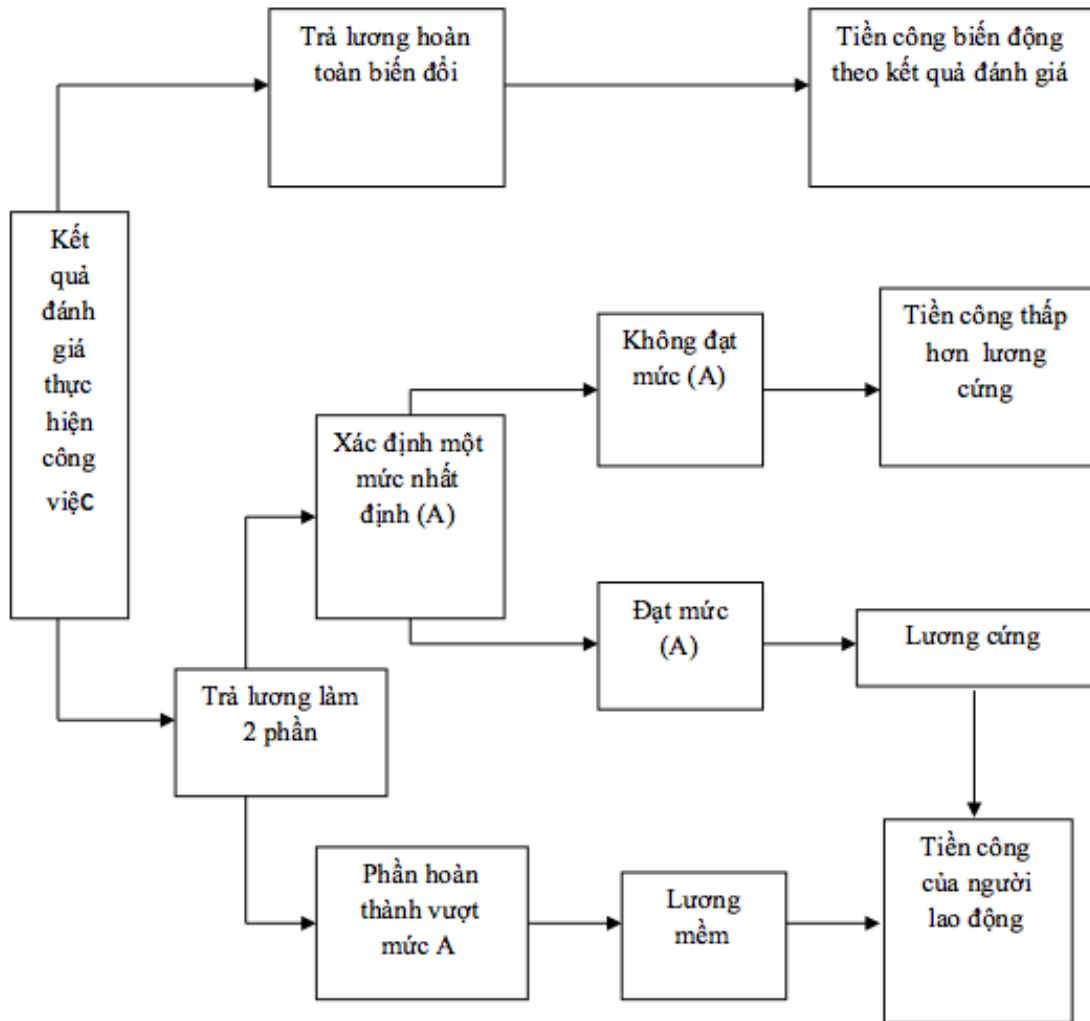 Trả lương hoàn
toàn biến đổi
Tiền công biến động
theo kết quả đánh giá
Kết
quả
đánh
giá
thực
hiện
công
việc
Không đạt
mức (A)
Tiền công thấp
hơn lương
cứng
Xác định một
mức nhất
định (A)
Đạt mức
(A)
Lương cứng
Trả lương làm
2 phần
Phần hoàn
thành vượt
mức A
Lương
mềm
Tiền công
của người
lao động